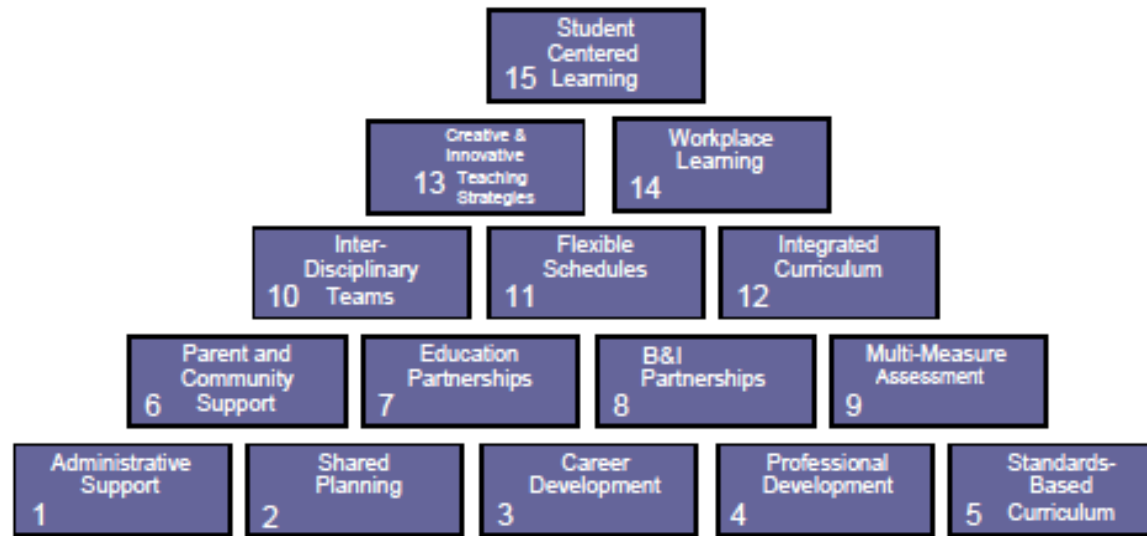 Student
Centered
15 Learning
Creative &
Innovative
13 Teaching
Strategies
Workplace
Learning
14
Inter-
Disciplinary
10 Teams
Flexible
Schedules
11
Integrated
Curriculum
12
Parent and
Community
6 Support
Education
Partnerships
7
B&I
Partnerships
8
Multi-Measure
Assessment
9
Administrative
Support
1
Shared
Planning
2
Career
Development
3
Professional
Development
4
Standards-
Based
5 Curriculum